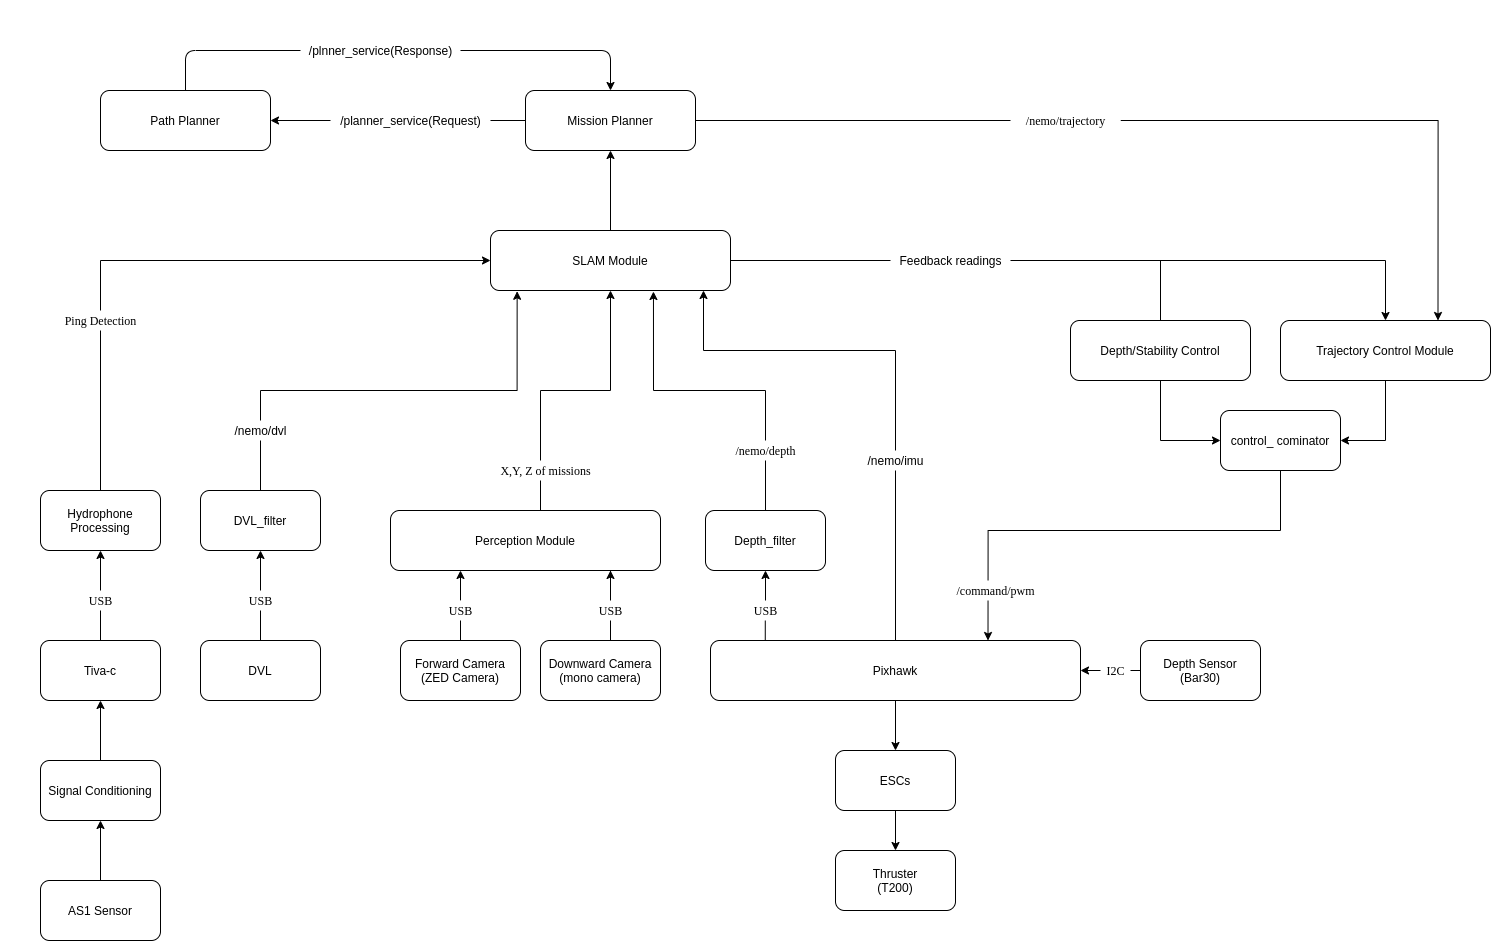 /plnner_service(Response)
Path Planner
/planner_service(Request)
Mission Planner
/nemo/trajectory
SLAM Module
Feedback readings
Ping Detection
Depth/Stability Control
Trajectory Control Module
/nemo/dvl
control_ cominator
/nemo/depth
/nemo/imu
X,Y, Z of missions
Hydrophone
Processing
DVL_filter
Perception Module
Depth_filter
/command/pwm
USB
USB
USB
USB
USB
Tiva-c
DVL
Forward Camera
(ZED Camera)
Downward Camera
(mono camera)
Pixhawk
I2C
Depth Sensor
(Bar30)
Signal Conditioning
ESCs
Thruster
(T200)
AS1 Sensor